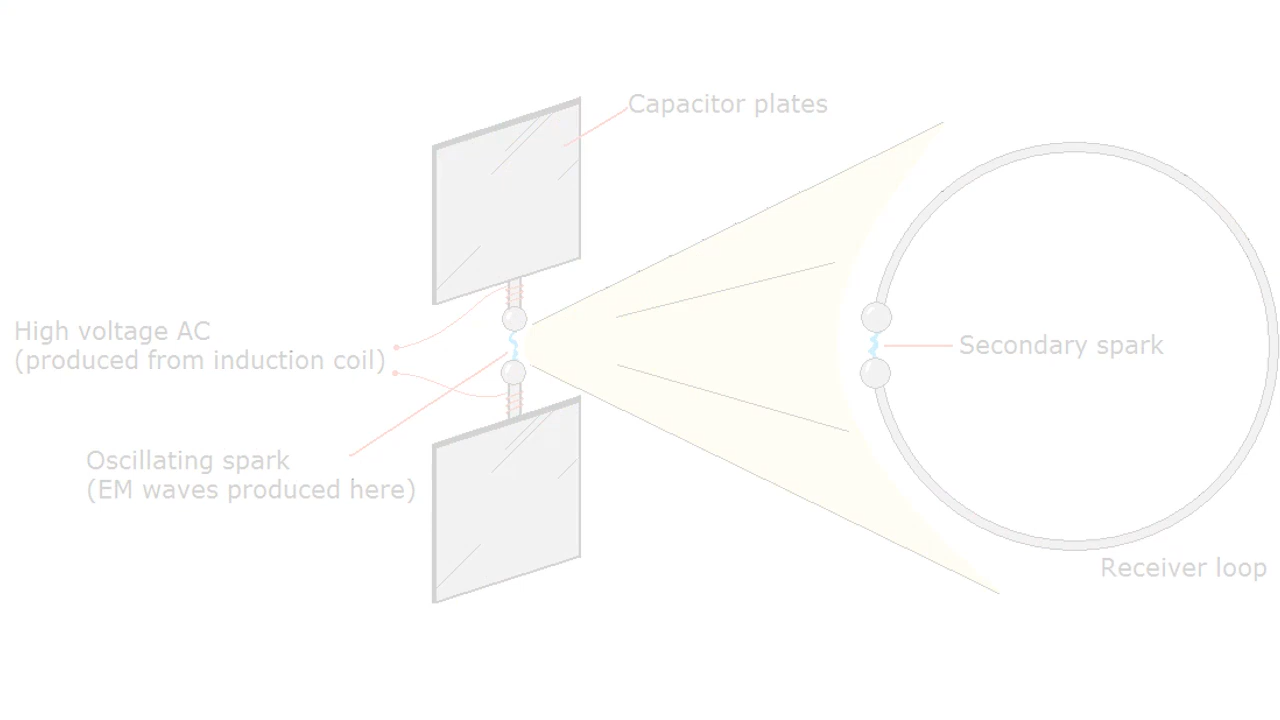 Capacitor plates
High voltage AC
(produced from induction coil)
Secondary spark
Oscillating spark
(EM waves produced here)
Receiver loop